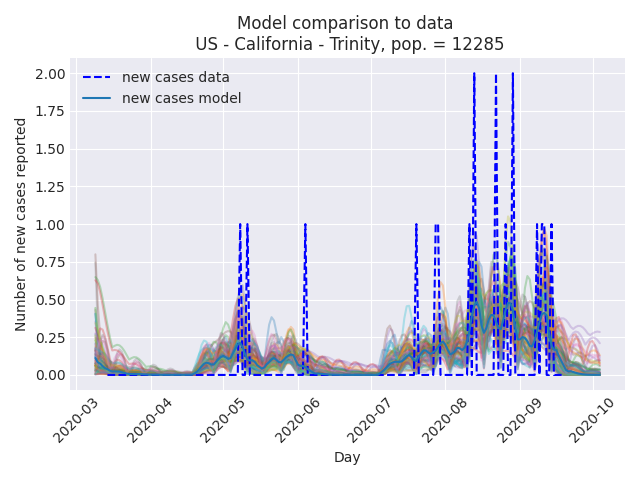 Model comparison to data
US - California - Trinity, pop. = 12285
new cases data
new cases model
Number of new cases reported
2.00
1.75
1.50
1.25
1.00
0.75
0.50
0.25
0.00
2020-03
2020-04
2020-05
2020-06
2020-07
2020-08
2020-09
2020-10
Day